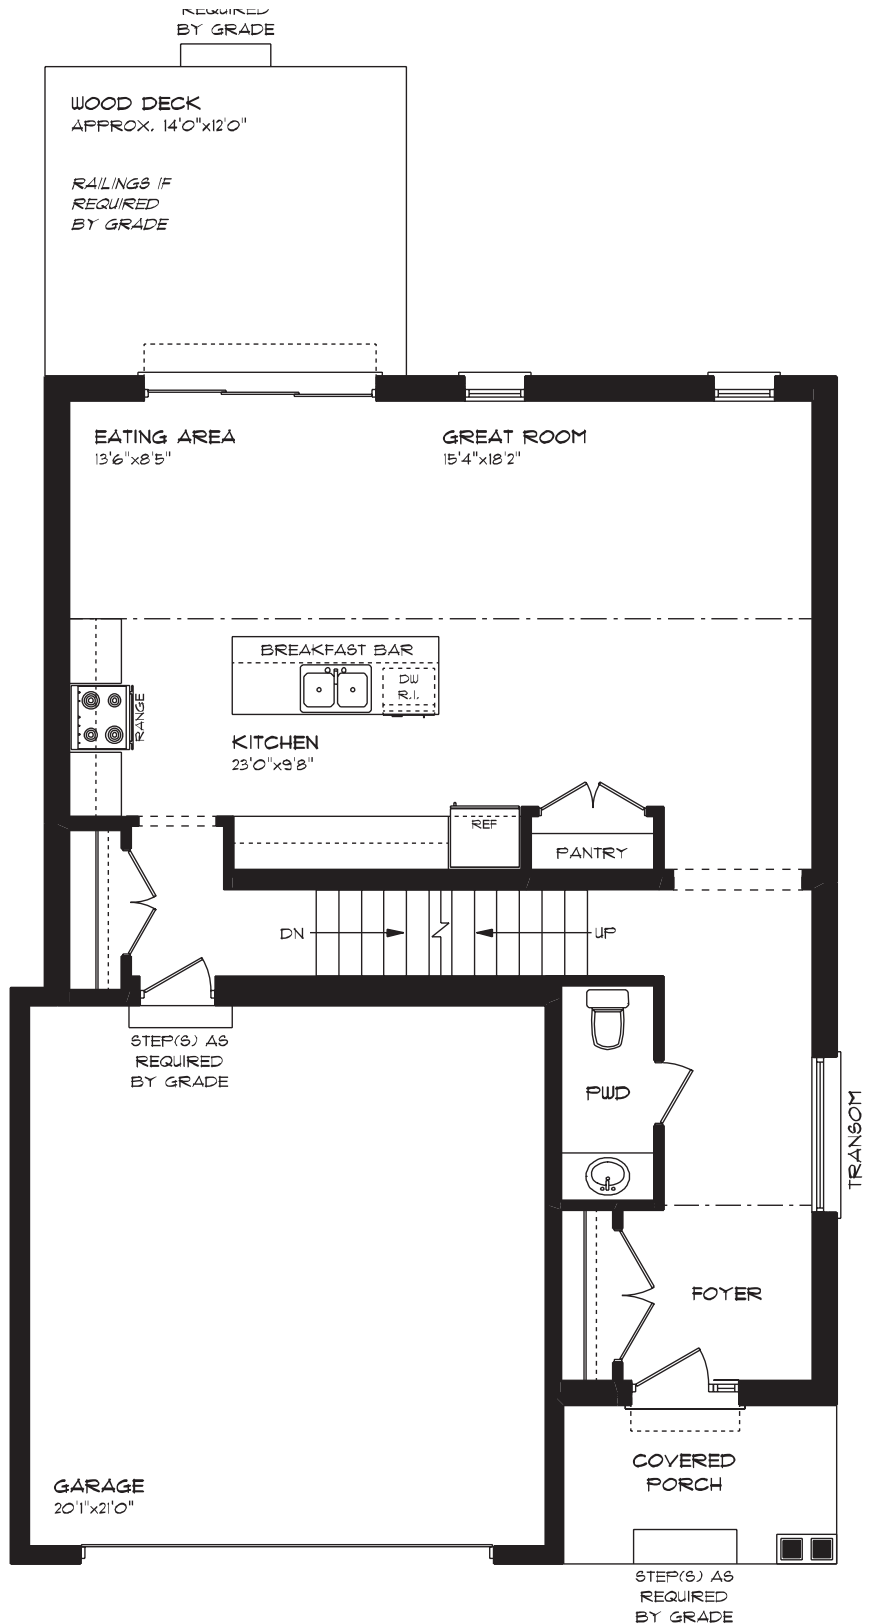 REQUIRED
BY GRADE
WOOD DECK
APPROX. 14'0"x12'0"
RAILINGS IF
REQUIRED
BY GRADE
EATING AREA
13'6"x8'5"
GREAT ROOM
15'4"x18'2"
BREAKFAST BAR
DW
R.I.
RANGE
KITCHEN
23'0"x9'8"
REF
PANTRY
DN
UP
STEP(S) AS
REQUIRED
BY GRADE
PWD
TRANSOM
FOYER
GARAGE
20'1"x21'0"
COVERED
PORCH
STEP(S) AS
REQUIRED
BY GRADE